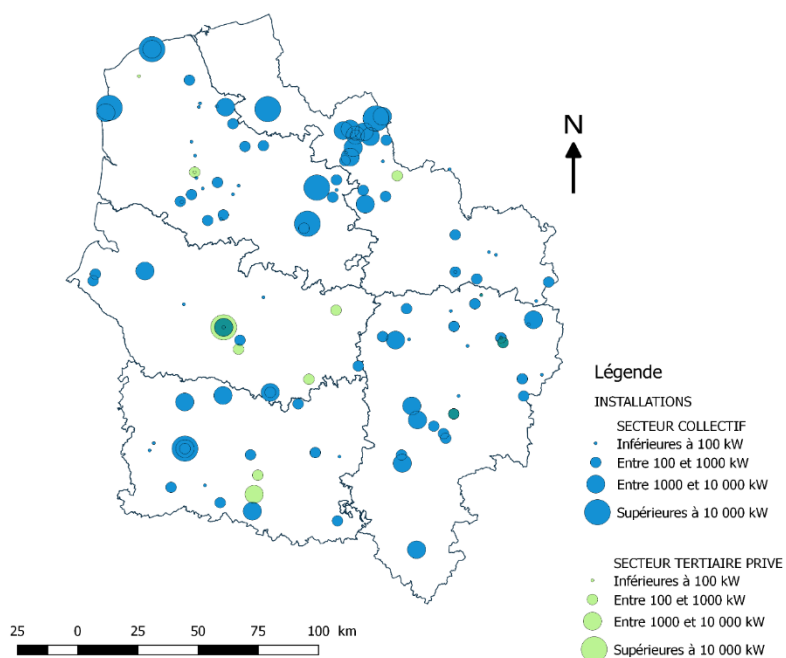 N
Légende
INSTALLATIONS
SECTEUR COLLECTIF
Inférieures à 100 kW
Entre 100 et 1000 kW
Entre 1000 et 10 000 kW
Supérieures à 10 000 kW
SECTEUR TERTIAIRE PRIVE
Inférieures à 100 kW
Entre 100 et 1000 kW
Entre 1000 et 10 000 kW
Supérieures à 10 000 kW
25 0 25 50 75 100 km